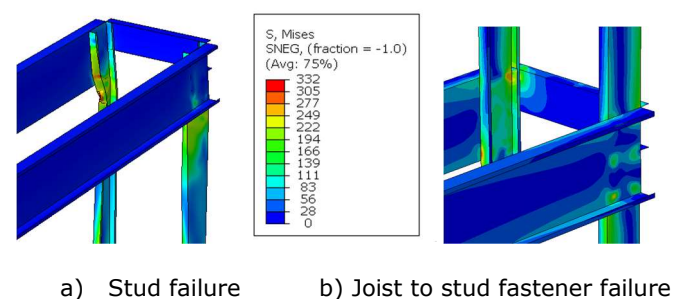 S, Mises
SNEG, (fraction = -1.0)
(Avg: 75%)
332
305
277
249
222
194
166
139
111
83
56
28
0
a) Stud failure
b) Joist to stud fastener failure